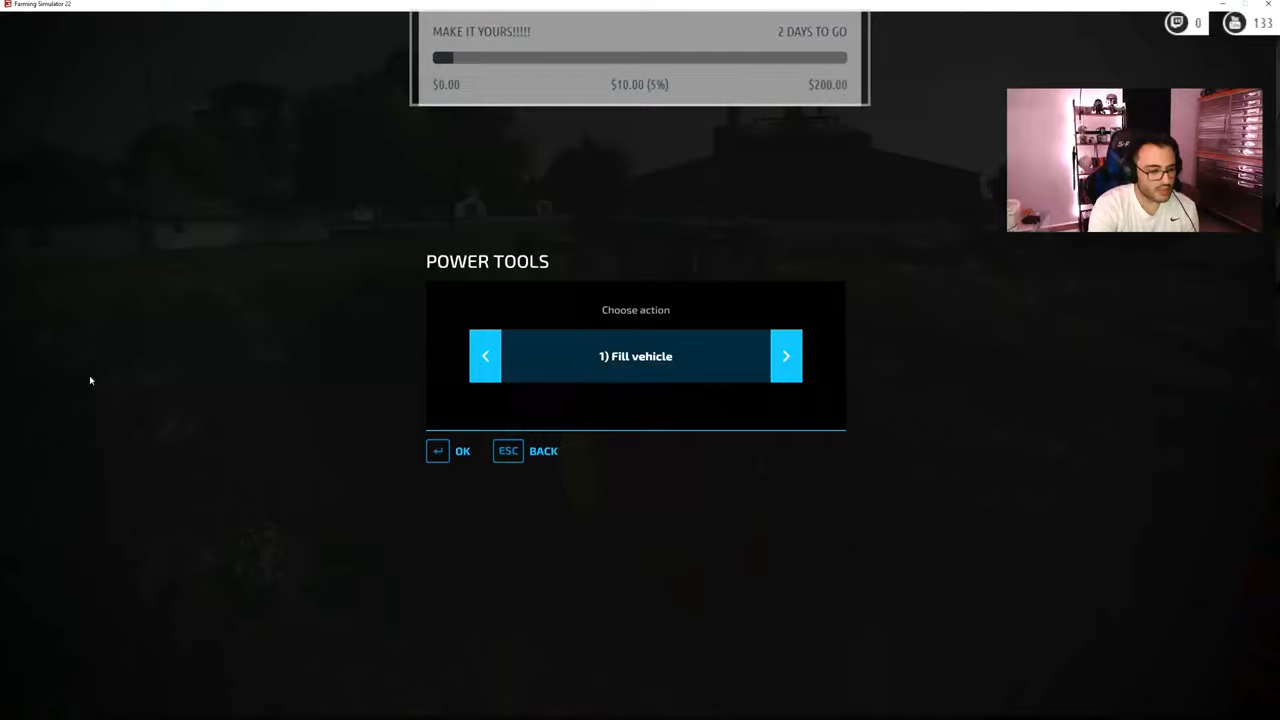 Farming Simulator 22
0
133
MAKE IT YOURS!!!!! 2 DAYS TO GO
$0.00 $10.00 (5%) $200.00
POWER TOOLS
Choose action
1) Fill vehicle
OK ESC BACK